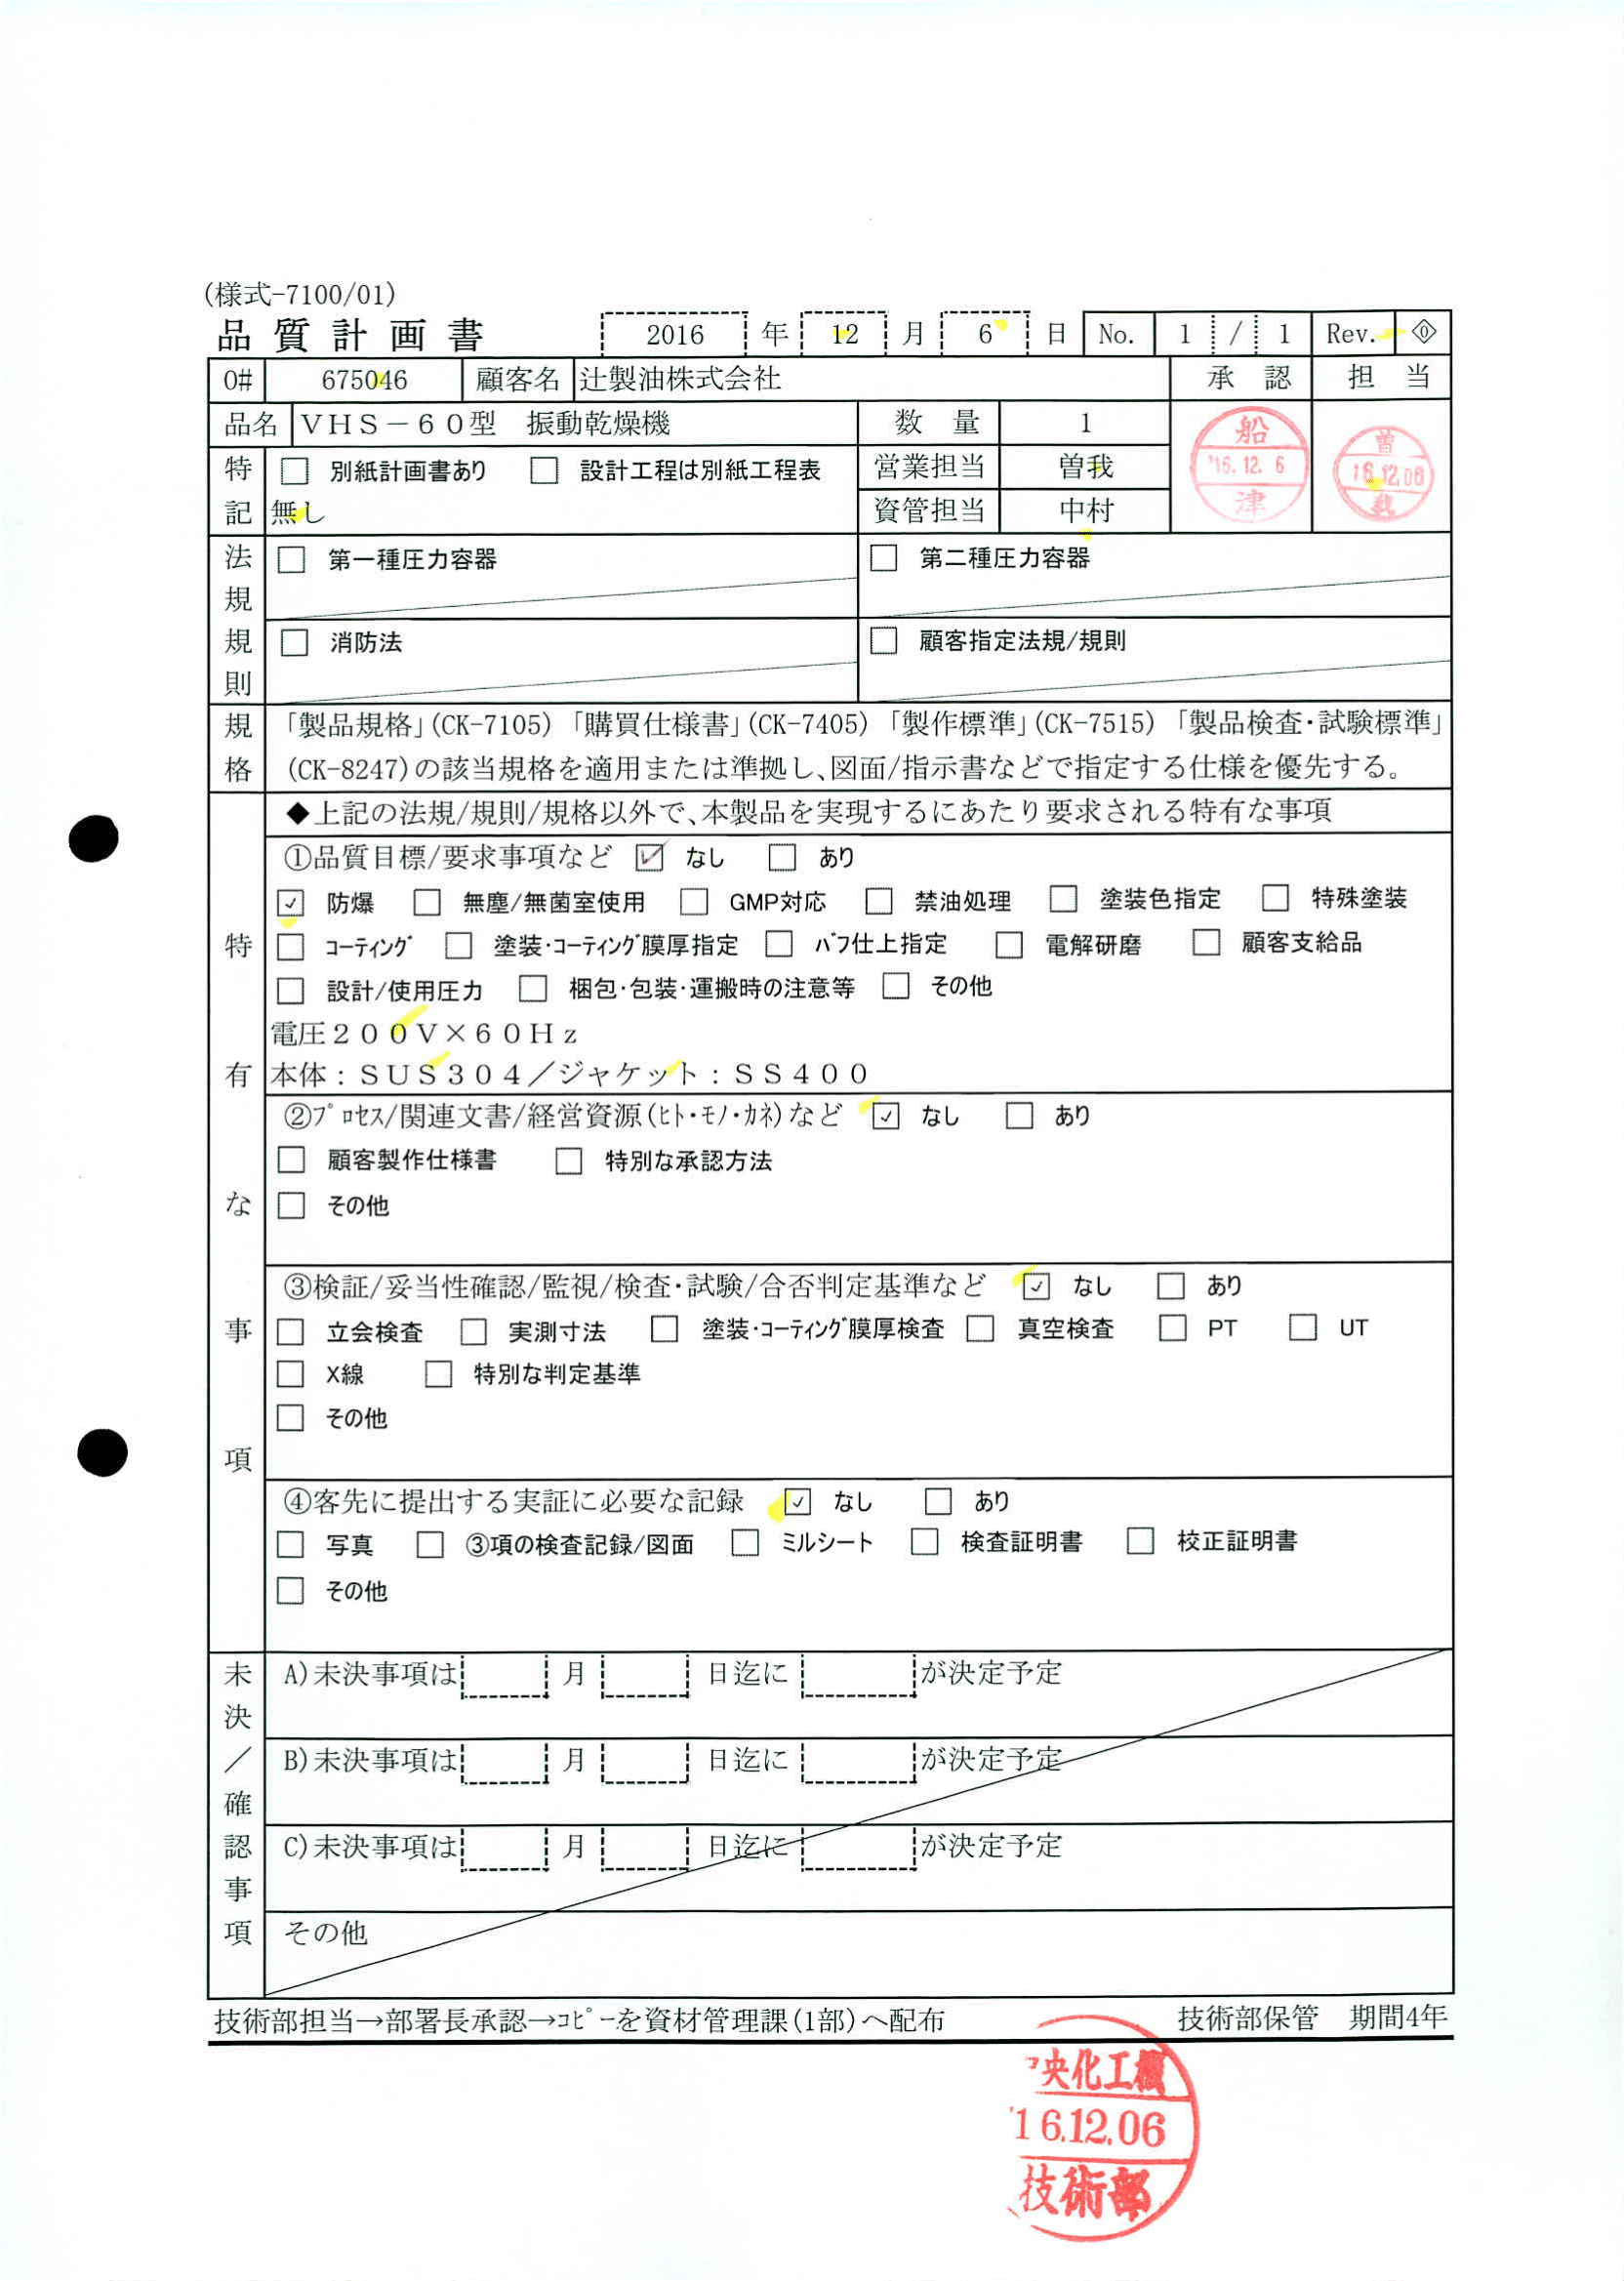 (様式-7100/01)
品質計画書 2016 年 12 月 6 日 No. 1 / 1 Rev. 0
O# 675046 顧客名 辻製油株式会社 承 認 担 当
品名 VHS－60型 振動乾燥機 数 量 1
船 '16.12.6 津
曽 16.12.06 我
特記 □ 別紙計画書あり □ 設計工程は別紙工程表 営業担当 曽我
無し 資管担当 中村
法規規則 □ 第一種圧力容器 □ 第二種圧力容器
□ 消防法 □ 顧客指定法規/規則
規格 「製品規格」(CK-7105)「購買仕様書」(CK-7405)「製作標準」(CK-7515)「製品検査・試験標準」
(CK-8247)の該当規格を適用または準拠し、図面/指示書などで指定する仕様を優先する。
特有な事項
◆上記の法規/規則/規格以外で、本製品を実現するにあたり要求される特有な事項
①品質目標/要求事項など ☑ なし □ あり
☑ 防爆 □ 無塵/無菌室使用 □ GMP対応 □ 禁油処理 □ 塗装色指定 □ 特殊塗装
□ ｺｰﾃｨﾝｸﾞ □ 塗装・ｺｰﾃｨﾝｸﾞ膜厚指定 □ ﾊﾞﾌ仕上指定 □ 電解研磨 □ 顧客支給品
□ 設計/使用圧力 □ 梱包・包装・運搬時の注意等 □ その他
電圧２００Ｖ×６０Ｈｚ
本体：ＳＵＳ３０４／ジャケット：ＳＳ４００
②ﾌﾟﾛｾｽ/関連文書/経営資源(ﾋﾄ・ﾓﾉ・ｶﾈ)など ☑ なし □ あり
□ 顧客製作仕様書 □ 特別な承認方法
□ その他
③検証/妥当性確認/監視/検査・試験/合否判定基準など ☑ なし □ あり
□ 立会検査 □ 実測寸法 □ 塗装・ｺｰﾃｨﾝｸﾞ膜厚検査 □ 真空検査 □ PT □ UT
□ X線 □ 特別な判定基準
□ その他
④客先に提出する実証に必要な記録 ☑ なし □ あり
□ 写真 □ ③項の検査記録/図面 □ ミルシート □ 検査証明書 □ 校正証明書
□ その他
未決／確認事項
A)未決事項は 月 日迄に が決定予定
B)未決事項は 月 日迄に が決定予定
C)未決事項は 月 日迄に が決定予定
その他
技術部担当→部署長承認→ｺﾋﾟｰを資材管理課(1部)へ配布 技術部保管 期間4年
央化工機
'16.12.06
技術部